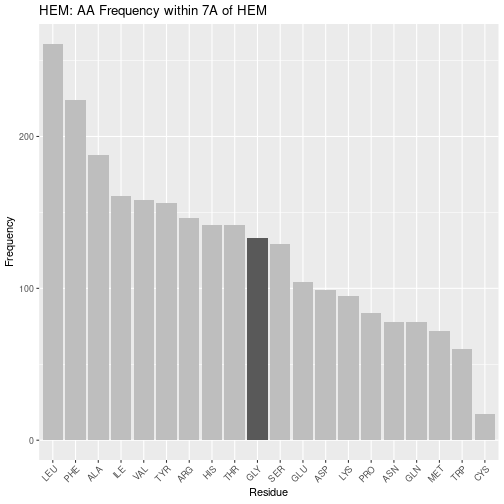 HEM: AA Frequency within 7A of HEM
Frequency
200
100
0
LEU PHE ALA ILE VAL TYR ARG HIS THR GLY SER GLU ASP LYS PRO ASN GLN MET TRP CYS
Residue